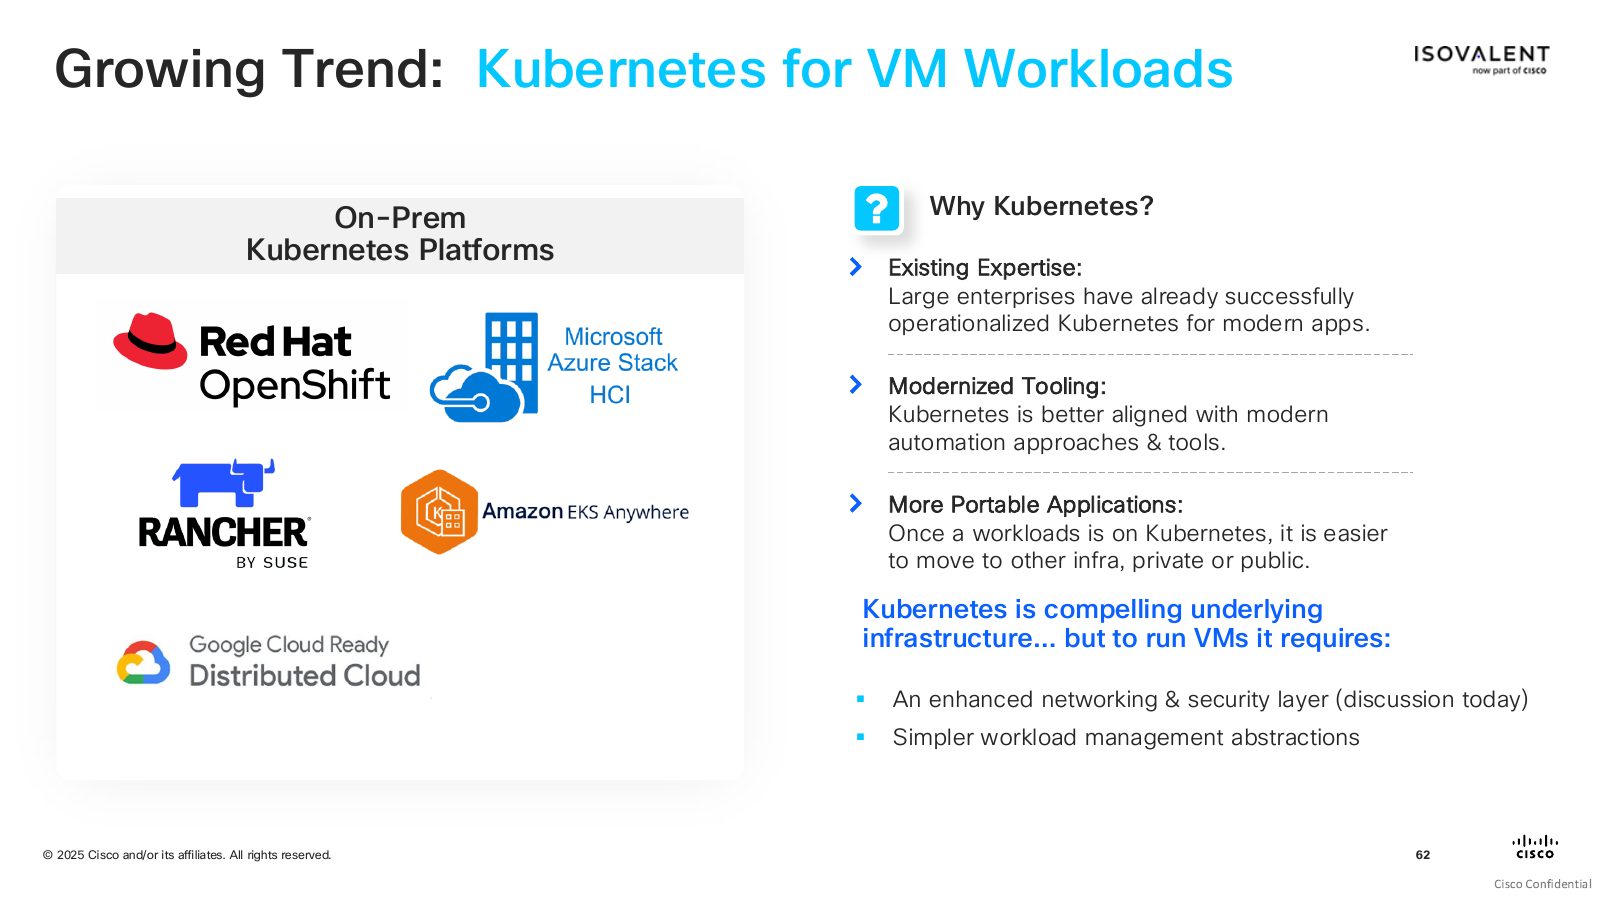 Growing Trend: Kubernetes for VM Workloads
ISOVALENT
now part of CISCO
On-Prem
Kubernetes Platforms
Red Hat
OpenShift
Microsoft
Azure Stack
HCI
RANCHER®
BY SUSE
K
Amazon EKS Anywhere
Google Cloud Ready
Distributed Cloud
? Why Kubernetes?
Existing Expertise:
Large enterprises have already successfully
operationalized Kubernetes for modern apps.
Modernized Tooling:
Kubernetes is better aligned with modern
automation approaches & tools.
More Portable Applications:
Once a workloads is on Kubernetes, it is easier
to move to other infra, private or public.
Kubernetes is compelling underlying
infrastructure... but to run VMs it requires:
An enhanced networking & security layer (discussion today)
Simpler workload management abstractions
© 2025 Cisco and/or its affiliates. All rights reserved.
62
CISCO
Cisco Confidential